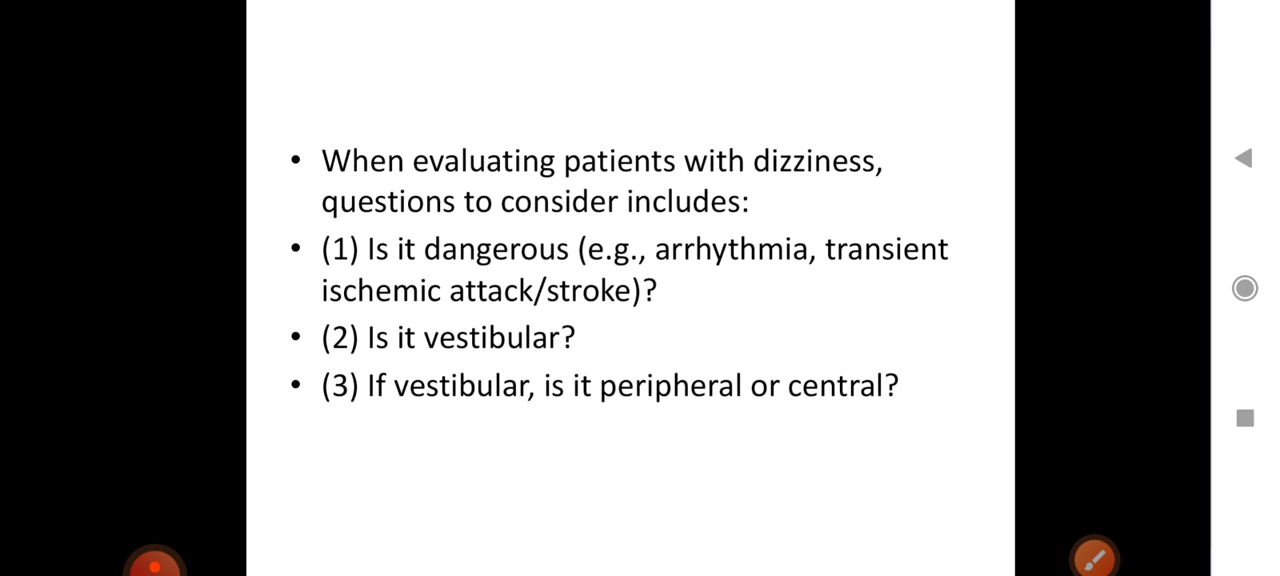 • When evaluating patients with dizziness,
questions to consider includes:
• (1) Is it dangerous (e.g., arrhythmia, transient
ischemic attack/stroke)?
• (2) Is it vestibular?
• (3) If vestibular, is it peripheral or central?